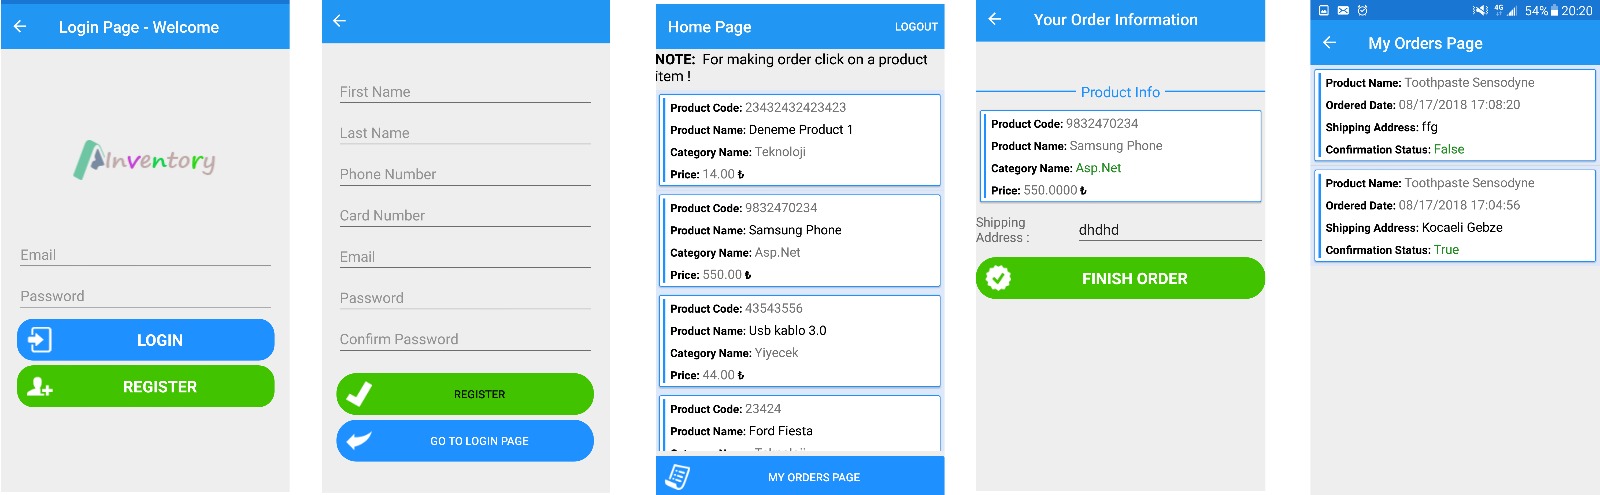 Login Page - Welcome
AInventory
Email
Password
LOGIN
REGISTER
First Name
Last Name
Phone Number
Card Number
Email
Password
Confirm Password
REGISTER
GO TO LOGIN PAGE
Home Page
LOGOUT
NOTE: For making order click on a product
item !
Product Code: 23432432423423
Product Name: Deneme Product 1
Category Name: Teknoloji
Price: 14.00 ₺
Product Code: 9832470234
Product Name: Samsung Phone
Category Name: Asp.Net
Price: 550.00 ₺
Product Code: 43543556
Product Name: Usb kablo 3.0
Category Name: Yiyecek
Price: 44.00 ₺
Product Code: 23424
Product Name: Ford Fiesta
Category Name: Teknoloji
MY ORDERS PAGE
Your Order Information
Product Info
Product Code: 9832470234
Product Name: Samsung Phone
Category Name: Asp.Net
Price: 550.0000 ₺
Shipping
Address :
dhdhd
FINISH ORDER
4G 54% 20:20
My Orders Page
Product Name: Toothpaste Sensodyne
Ordered Date: 08/17/2018 17:08:20
Shipping Address: ffg
Confirmation Status: False
Product Name: Toothpaste Sensodyne
Ordered Date: 08/17/2018 17:04:56
Shipping Address: Kocaeli Gebze
Confirmation Status: True